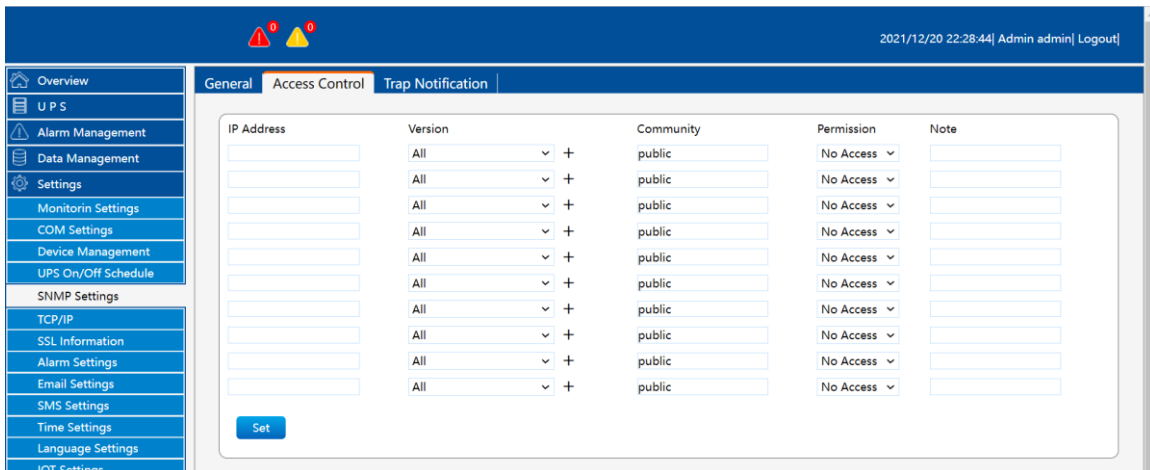 0 0
2021/12/20 22:28:44| Admin admin| Logout|
Overview
UPS
Alarm Management
Data Management
Settings
Monitorin Settings
COM Settings
Device Management
UPS On/Off Schedule
SNMP Settings
TCP/IP
SSL Information
Alarm Settings
Email Settings
SMS Settings
Time Settings
Language Settings
IOT Settings
General Access Control Trap Notification
IP Address Version Community Permission Note
All + public No Access
All + public No Access
All + public No Access
All + public No Access
All + public No Access
All + public No Access
All + public No Access
All + public No Access
All + public No Access
All + public No Access
Set